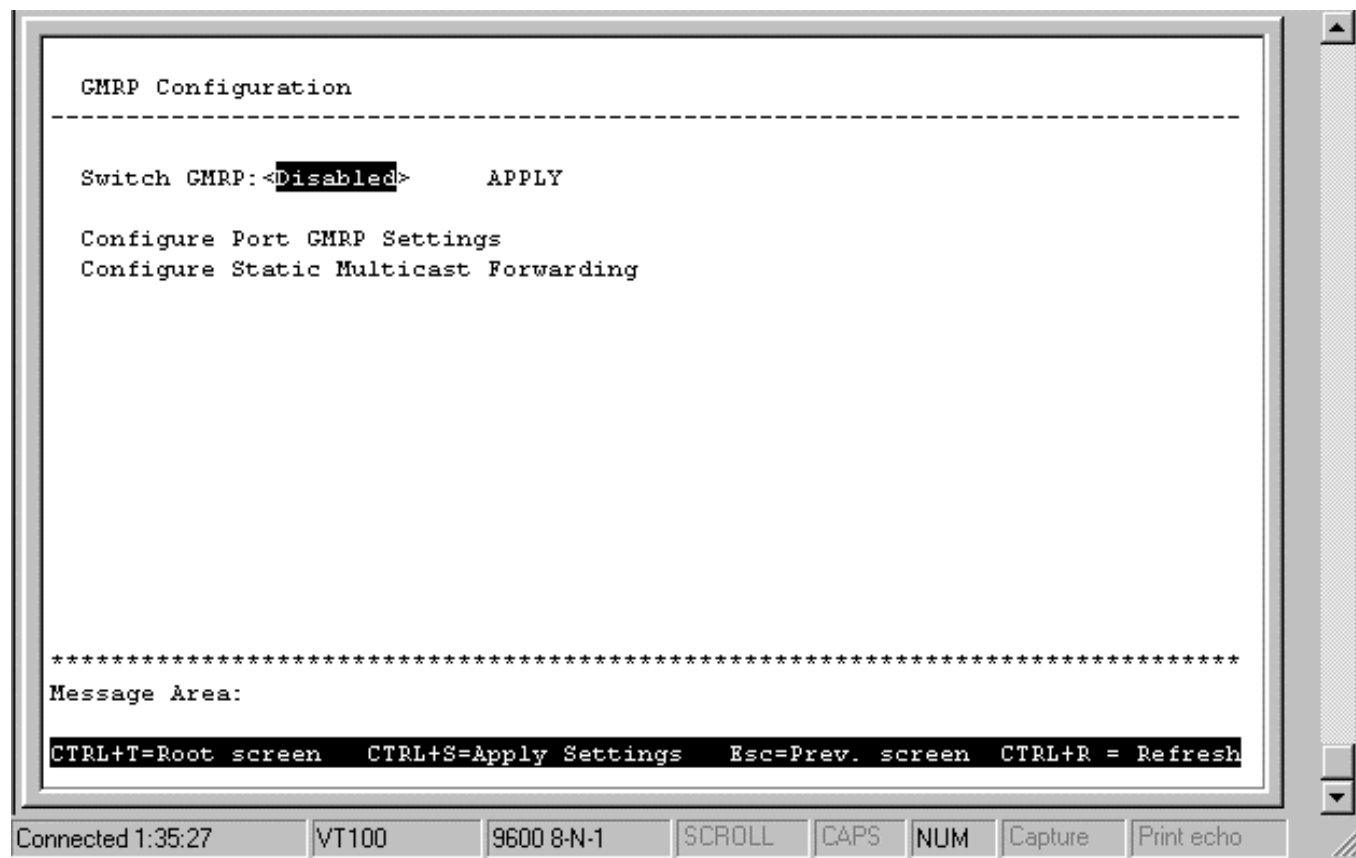 GMRP Configuration
--------------------------------------------------------------------------------
Switch GMRP:<Disabled>     APPLY
Configure Port GMRP Settings
Configure Static Multicast Forwarding
*******************************************************************************
Message Area:
CTRL+T=Root screen   CTRL+S=Apply Settings   Esc=Prev. screen  CTRL+R = Refresh
Connected 1:35:27 VT100 9600 8-N-1 SCROLL CAPS NUM Capture Print echo